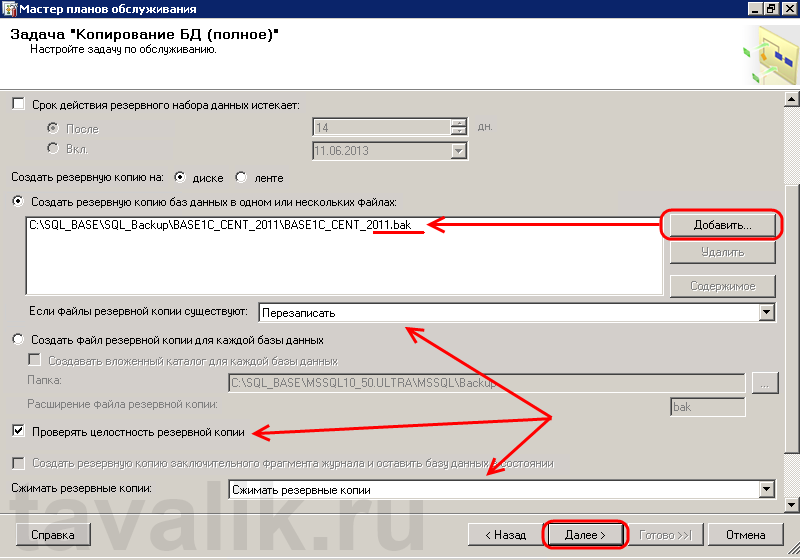 Мастер планов обслуживания
Задача "Копирование БД (полное)"
Настройте задачу по обслуживанию.
Срок действия резервного набора данных истекает:
После
14
дн.
Вкл.
11.06.2013
Создать резервную копию на:
диске
ленте
Создать резервную копию баз данных в одном или нескольких файлах:
C:\SQL_BASE\SQL_Backup\BASE1C_CENT_2011\BASE1C_CENT_2011.bak
Добавить...
Удалить
Содержимое
Если файлы резервной копии существуют:
Перезаписать
Создать файл резервной копии для каждой базы данных
Создавать вложенный каталог для каждой базы данных
Папка:
C:\SQL_BASE\MSSQL10_50.ULTRA\MSSQL\Backup
...
Расширение файла резервной копии:
bak
Проверять целостность резервной копии
Создать резервную копию заключительного фрагмента журнала и оставить базу данных в состоянии
Сжимать резервные копии:
Сжимать резервные копии
tavalik.ru
Справка
< Назад
Далее >
Готово >>|
Отмена